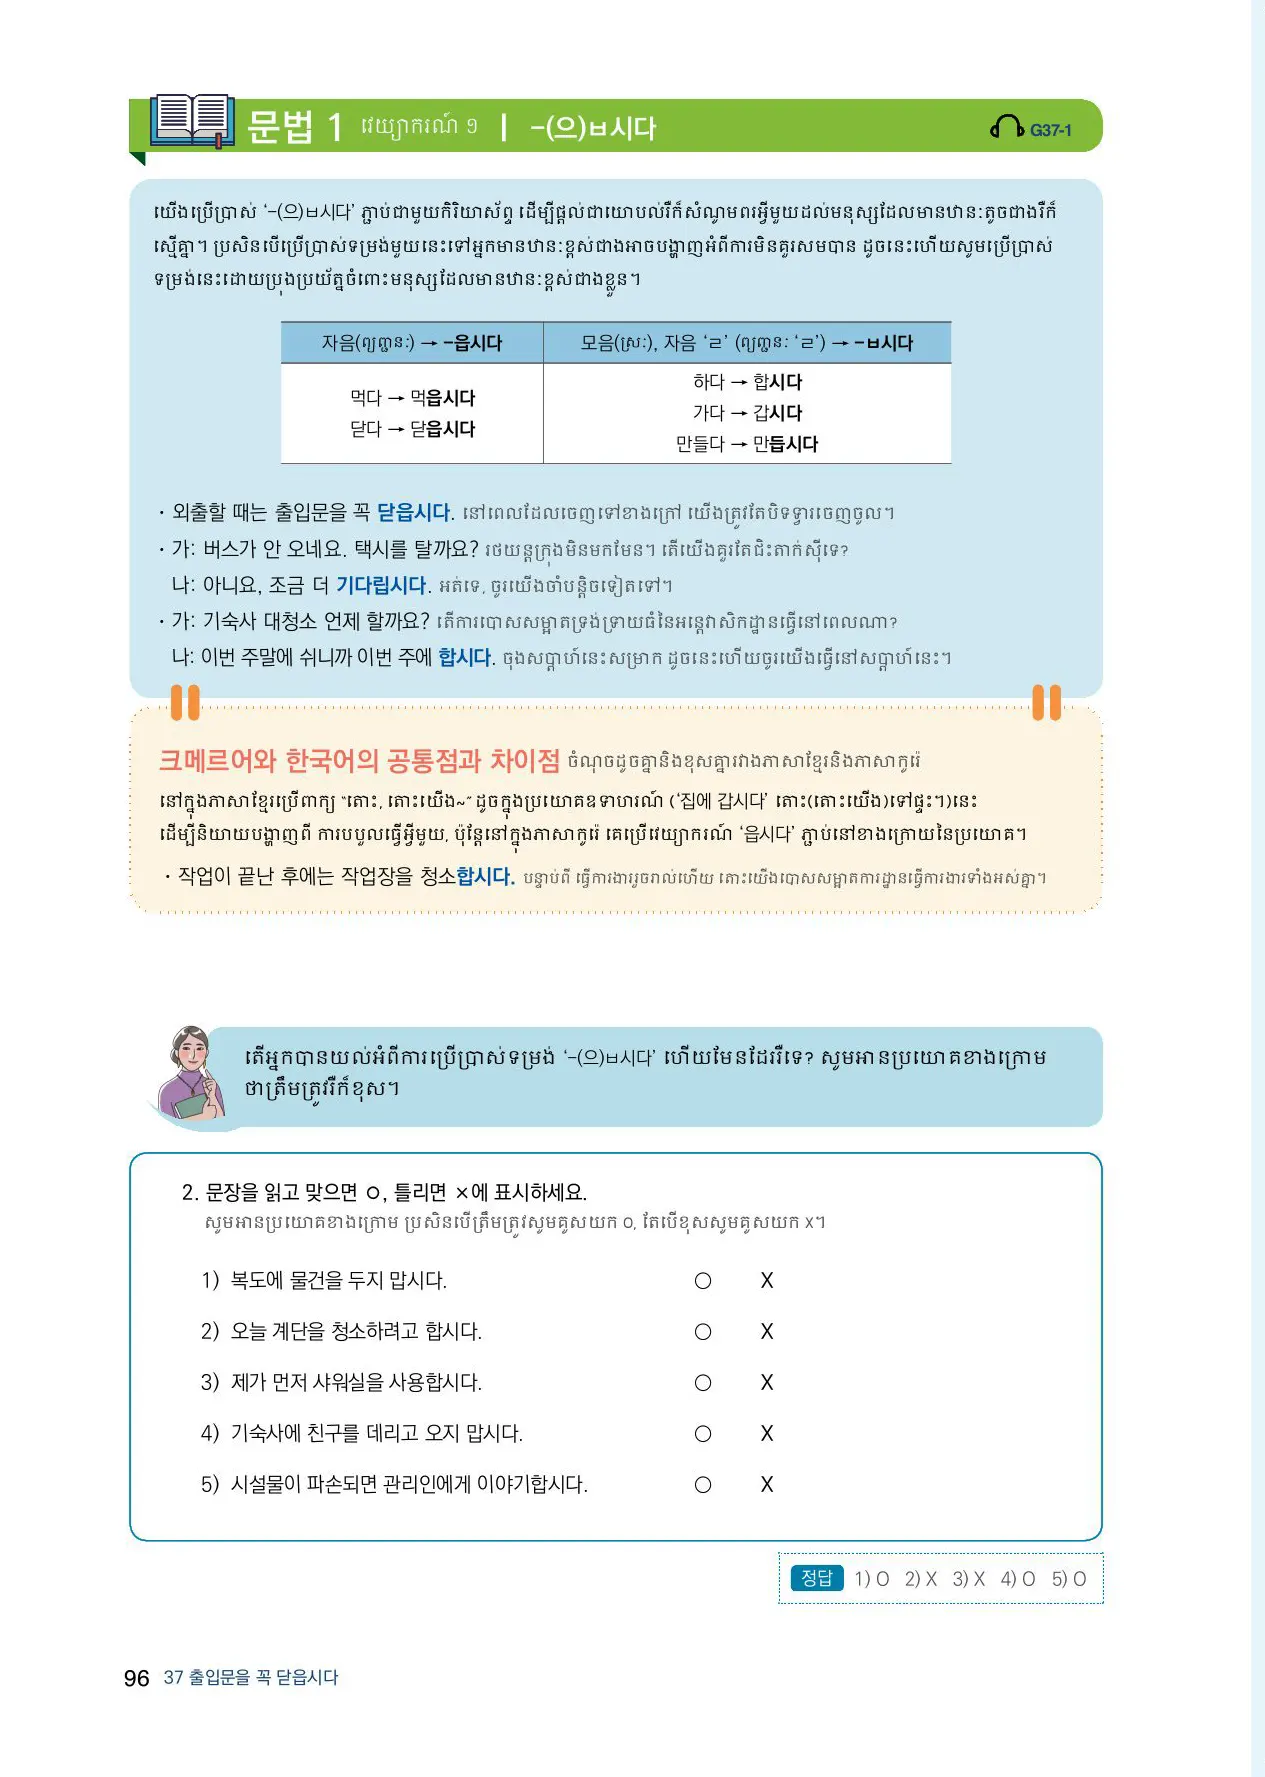 문법 1 វេយ្យាករណ៍ ១ | -(으)ㅂ시다 G37-1
យើងប្រើប្រាស់ ‘-(으)ㅂ시다’ ភ្ជាប់ជាមួយកិរិយាស័ព្ទ ដើម្បីផ្តល់ជាយោបល់រឺក៏សំណូមពរអ្វីមួយដល់មនុស្សដែលមានឋានៈតូចជាងរឺក៏
ស្មើគ្នា។ ប្រសិនបើប្រើប្រាស់ទម្រង់មួយនេះទៅអ្នកមានឋានៈខ្ពស់ជាងអាចបង្ហាញអំពីការមិនគួរសមបាន ដូចនេះហើយសូមប្រើប្រាស់
ទម្រង់នេះដោយប្រុងប្រយ័ត្នចំពោះមនុស្សដែលមានឋានៈខ្ពស់ជាងខ្លួន។
자음(ព្យញ្ជនៈ) → -읍시다 모음(ស្រៈ), 자음 ‘ㄹ’ (ព្យញ្ជនៈ ‘ㄹ’) → -ㅂ시다
먹다 → 먹읍시다
닫다 → 닫읍시다
하다 → 합시다
가다 → 갑시다
만들다 → 만듭시다
· 외출할 때는 출입문을 꼭 닫읍시다. នៅពេលដែលចេញទៅខាងក្រៅ យើងត្រូវតែបិទទ្វារចេញចូល។
· 가: 버스가 안 오네요. 택시를 탈까요? រថយន្តក្រុងមិនមកមែន។ តើយើងគួរតែជិះតាក់ស៊ីទេ?
냐: 아니요, 조금 더 기다립시다. អត់ទេ, ចូរយើងចាំបន្តិចទៀតទៅ។
· 가: 기숙사 대청소 언제 할까요? តើការបោសសម្អាតទ្រង់ទ្រាយធំនៃអន្តេវាសិកដ្ឋានធ្វើនៅពេលណា?
나: 이번 주말에 쉬니까 이번 주에 합시다. ចុងសប្តាហ៍នេះសម្រាក ដូចនេះហើយចូរយើងធ្វើនៅសប្តាហ៍នេះ។
크메르어와 한국어의 공통점과 차이점 ចំណុចដូចគ្នានិងខុសគ្នារវាងភាសាខ្មែរនិងភាសាកូរ៉េ
នៅក្នុងភាសាខ្មែរប្រើពាក្យ “តោះ, តោះយើង~” ដូចក្នុងប្រយោគឧទាហរណ៍ (‘집에 갑시다’ តោះ(តោះយើង)ទៅផ្ទះ។)នេះ
ដើម្បីនិយាយបង្ហាញពី ការបបួលធ្វើអ្វីមួយ, ប៉ុន្តែនៅក្នុងភាសាកូរ៉េ គេប្រើវេយ្យាករណ៍ ‘읍시다’ ភ្ជាប់នៅខាងក្រោយនៃប្រយោគ។
· 작업이 끝난 후에는 작업장을 청소합시다. បន្ទាប់ពី ធ្វើការងាររួចរាល់ហើយ តោះយើងបោសសម្អាតការដ្ឋានធ្វើការងារទាំងអស់គ្នា។
តើអ្នកបានយល់អំពីការប្រើប្រាស់ទម្រង់ ‘-(으)ㅂ시다’ ហើយមែនដែររឺទេ? សូមអានប្រយោគខាងក្រោម
ថាត្រឹមត្រូវរឺក៏ខុស។
2. 문장을 읽고 맞으면 ○, 틀리면 ×에 표시하세요.
សូមអានប្រយោគខាងក្រោម ប្រសិនបើត្រឹមត្រូវសូមគូសយក O, តែបើខុសសូមគូសយក X។
1) 복도에 물건을 두지 맙시다. ○ X
2) 오늘 계단을 청소하려고 합시다. ○ X
3) 제가 먼저 샤워실을 사용합시다. ○ X
4) 기숙사에 친구를 데리고 오지 맙시다. ○ X
5) 시설물이 파손되면 관리인에게 이야기합시다. ○ X
정답 1) O 2) X 3) X 4) O 5) O
96 37 출입문을 꼭 닫읍시다